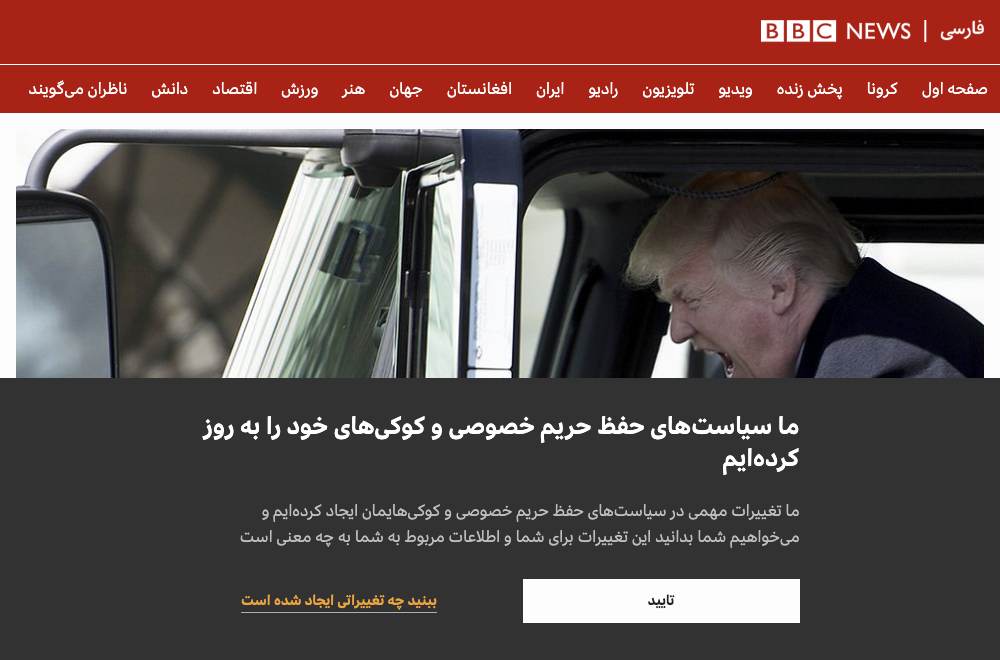 BBC NEWS | فارسی
صفحه اول کرونا پخش زنده ویدیو تلویزیون رادیو ایران افغانستان جهان هنر ورزش اقتصاد دانش ناظران می‌گویند
ما سیاست‌های حفظ حریم خصوصی و کوکی‌های خود را به روز
کرده‌ایم
ما تغییرات مهمی در سیاست‌های حفظ حریم خصوصی و کوکی‌هایمان ایجاد کرده‌ایم و
می‌خواهیم شما بدانید این تغییرات برای شما و اطلاعات مربوط به شما به چه معنی است
تایید
ببنید چه تغییراتی ایجاد شده است